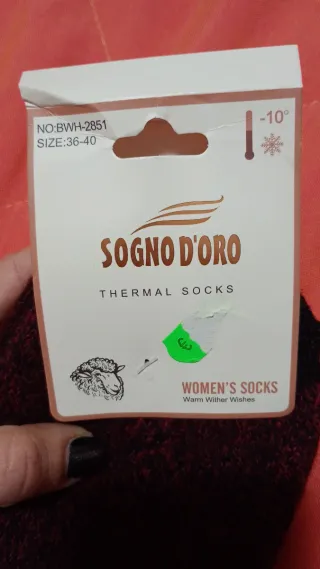 NO:BWH-2851
SIZE:36-40
-10°
SOGNO D'ORO
THERMAL SOCKS
WOMEN'S SOCKS
Warm Wither Wishes